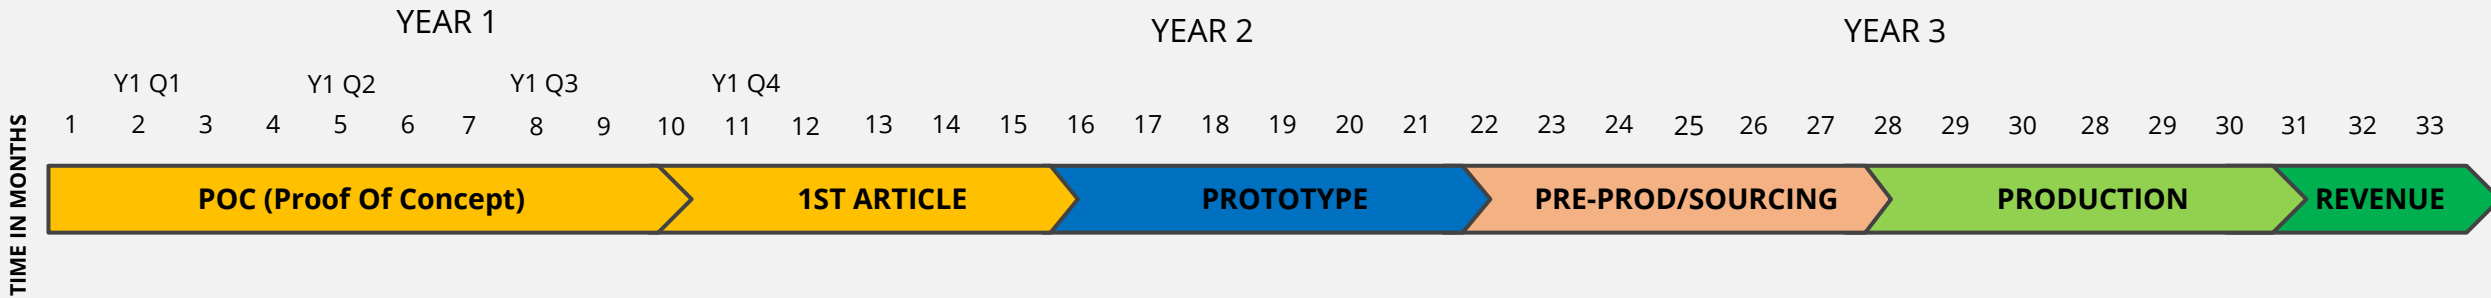 YEAR 1 YEAR 2 YEAR 3
Y1 Q1 Y1 Q2 Y1 Q3 Y1 Q4
1 2 3 4 5 6 7 8 9 10 11 12 13 14 15 16 17 18 19 20 21 22 23 24 25 26 27 28 29 30 28 29 30 31 32 33
TIME IN MONTHS
POC (Proof Of Concept) 1ST ARTICLE PROTOTYPE PRE-PROD/SOURCING PRODUCTION REVENUE